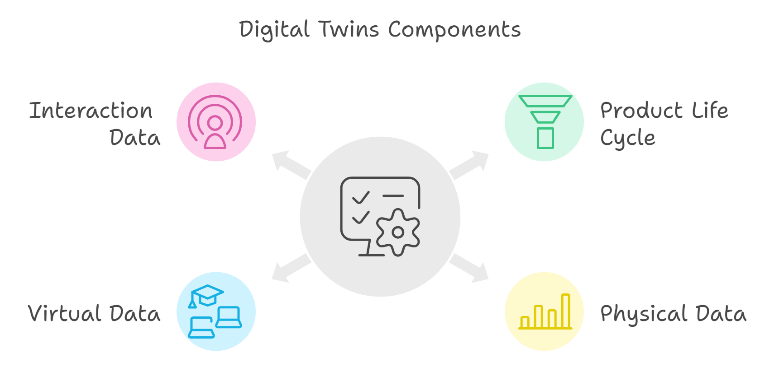 Digital Twins Components
Interaction
Data
Product Life
Cycle
Virtual Data
Physical Data